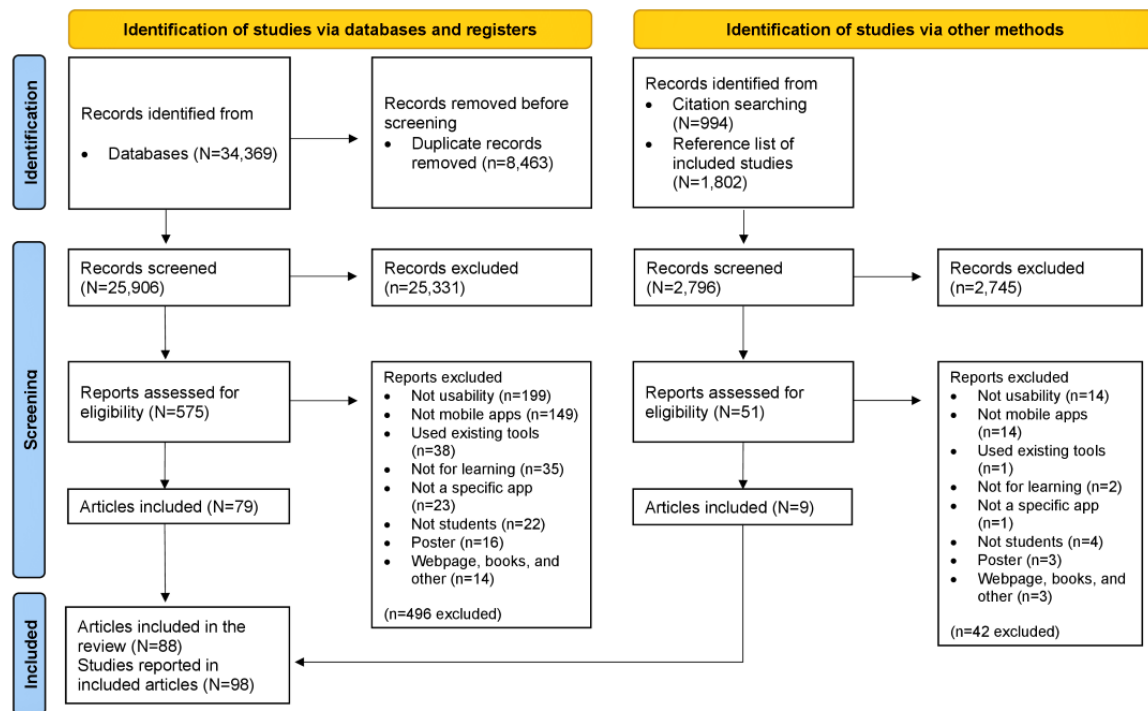 Identification of studies via databases and registers
Identification of studies via other methods
Identification
Records identified from
• Databases (N=34,369)
Records removed before
screening
• Duplicate records
removed (n=8,463)
Records identified from
• Citation searching
(N=994)
• Reference list of
included studies
(N=1,802)
Screening
Records screened
(N=25,906)
Records excluded
(n=25,331)
Records screened
(N=2,796)
Records excluded
(n=2,745)
Reports assessed for
eligibility (N=575)
Reports excluded
• Not usability (n=199)
• Not mobile apps (n=149)
• Used existing tools
(n=38)
• Not for learning (n=35)
• Not a specific app
(n=23)
• Not students (n=22)
• Poster (n=16)
• Webpage, books, and
other (n=14)
(n=496 excluded)
Reports assessed for
eligibility (N=51)
Reports excluded
• Not usability (n=14)
• Not mobile apps
(n=14)
• Used existing tools
(n=1)
• Not for learning (n=2)
• Not a specific app
(n=1)
• Not students (n=4)
• Poster (n=3)
• Webpage, books, and
other (n=3)
(n=42 excluded)
Articles included (N=79)
Articles included (N=9)
Included
Articles included in the
review (N=88)
Studies reported in
included articles (N=98)